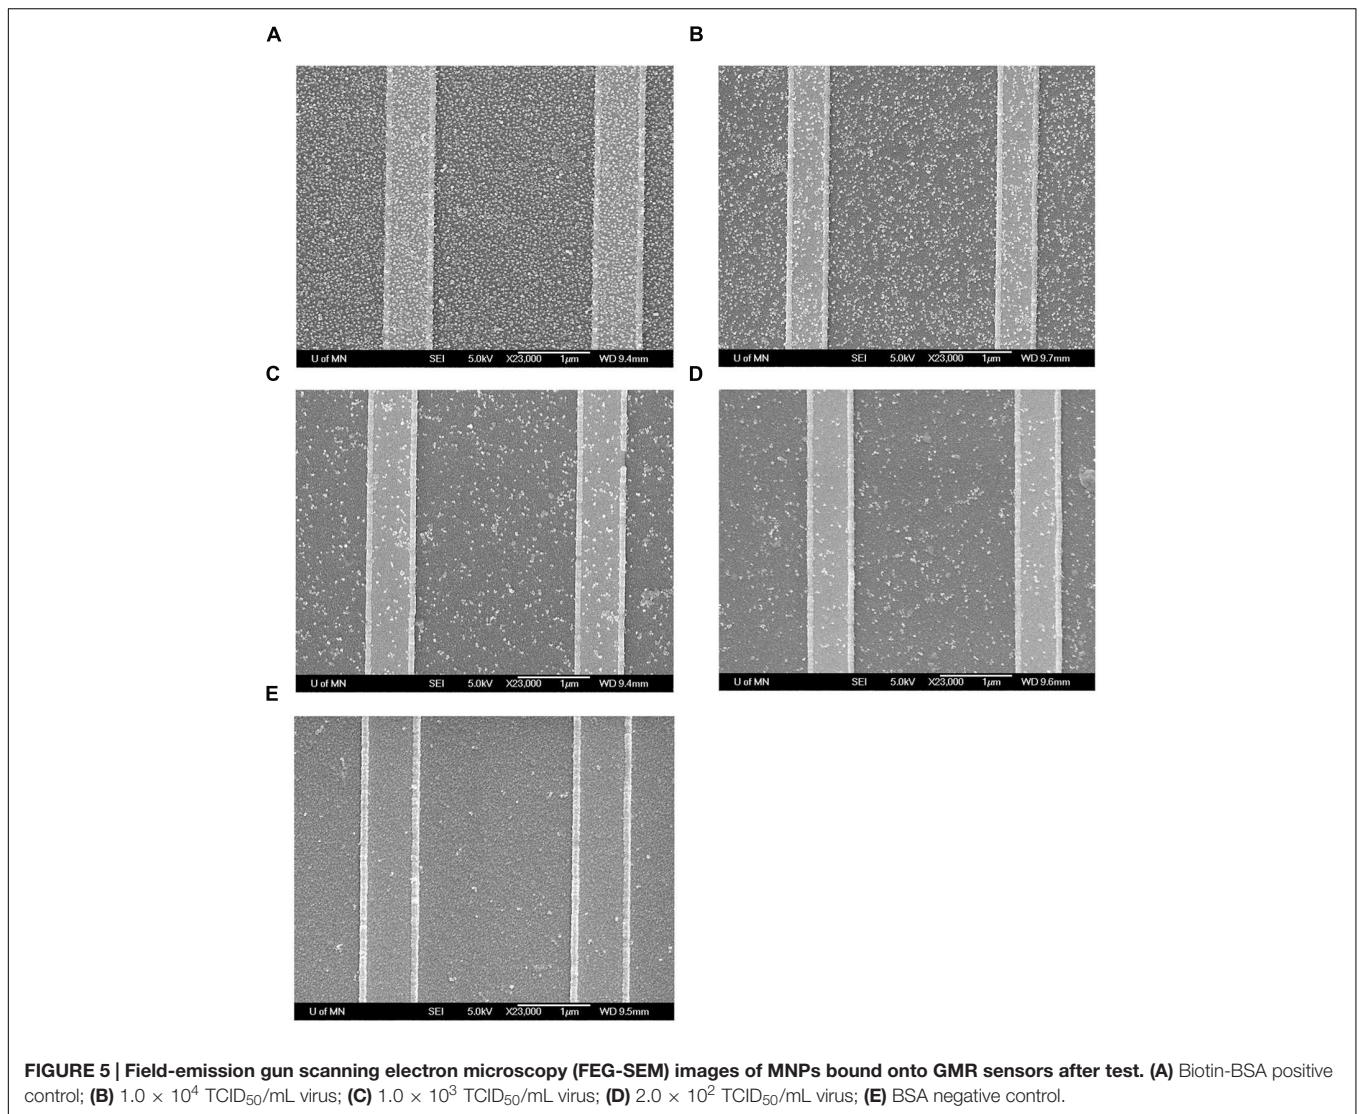 A
B
U of MN SEI 5.0kV X23,000 1µm WD 9.4mm
U of MN SEI 5.0kV X23,000 1µm WD 9.7mm
C
D
U of MN SEI 5.0kV X23,000 1µm WD 9.4mm
U of MN SEI 5.0kV X23,000 1µm WD 9.6mm
E
U of MN SEI 5.0kV X23,000 1µm WD 9.5mm
FIGURE 5 | Field-emission gun scanning electron microscopy (FEG-SEM) images of MNPs bound onto GMR sensors after test. (A) Biotin-BSA positive
control; (B) 1.0 × 10⁴ TCID₅₀/mL virus; (C) 1.0 × 10³ TCID₅₀/mL virus; (D) 2.0 × 10² TCID₅₀/mL virus; (E) BSA negative control.